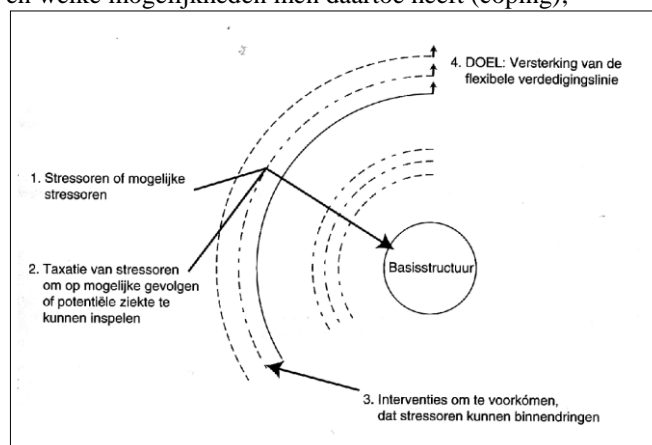 en welke mogelijkheden men daartoe heeft (coping);
4. DOEL: Versterking van de
flexibele verdedigingslinie
1. Stressoren of mogelijke
stressoren
2. Taxatie van stressoren
om op mogelijke gevolgen
of potentiële ziekte te
kunnen inspelen
Basisstructuur
3. Interventies om te voorkómen,
dat stressoren kunnen binnendringen